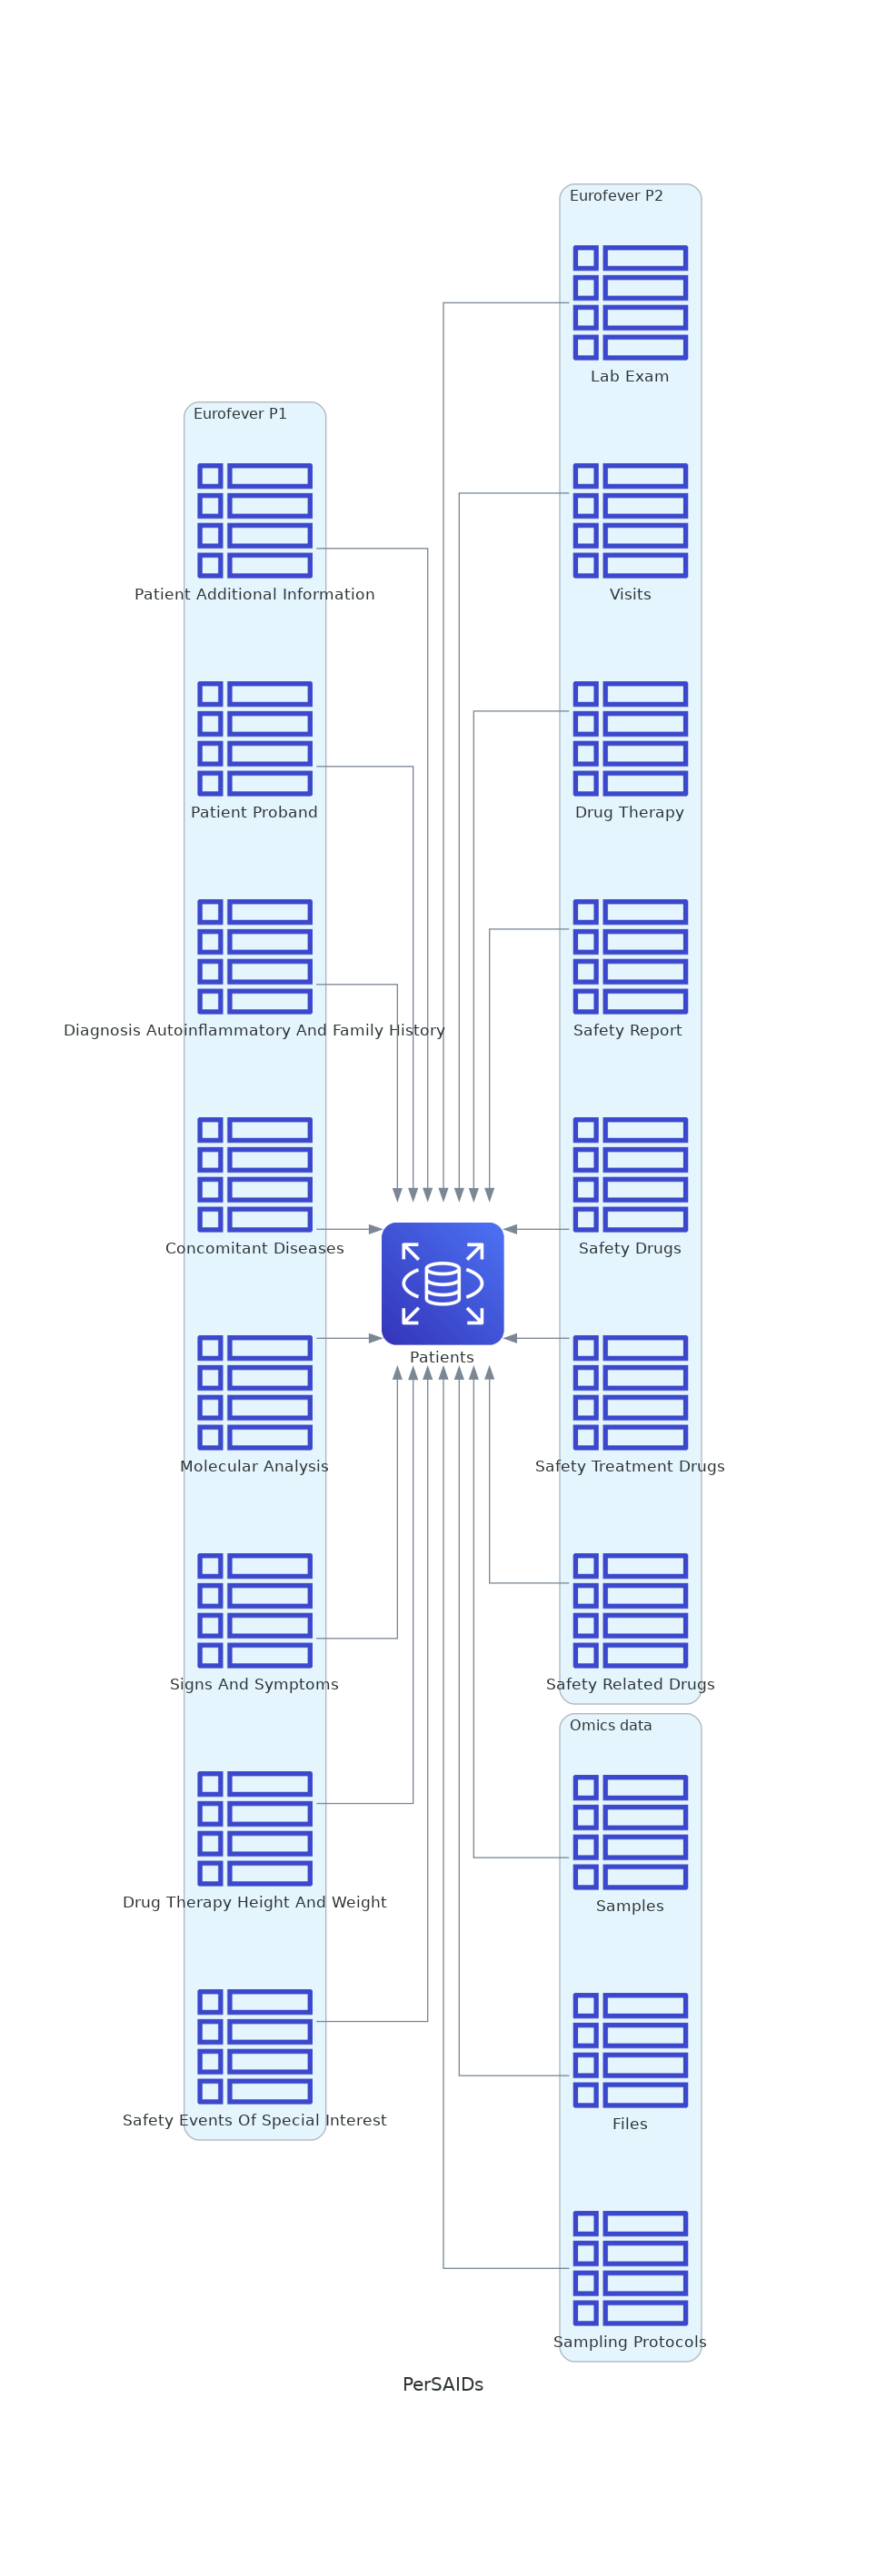 Eurofever P1
Patient Additional Information
Patient Proband
Diagnosis Autoinflammatory And Family History
Concomitant Diseases
Molecular Analysis
Signs And Symptoms
Drug Therapy Height And Weight
Safety Events Of Special Interest
Patients
Eurofever P2
Lab Exam
Visits
Drug Therapy
Safety Report
Safety Drugs
Safety Treatment Drugs
Safety Related Drugs
Omics data
Samples
Files
Sampling Protocols
PerSAIDs